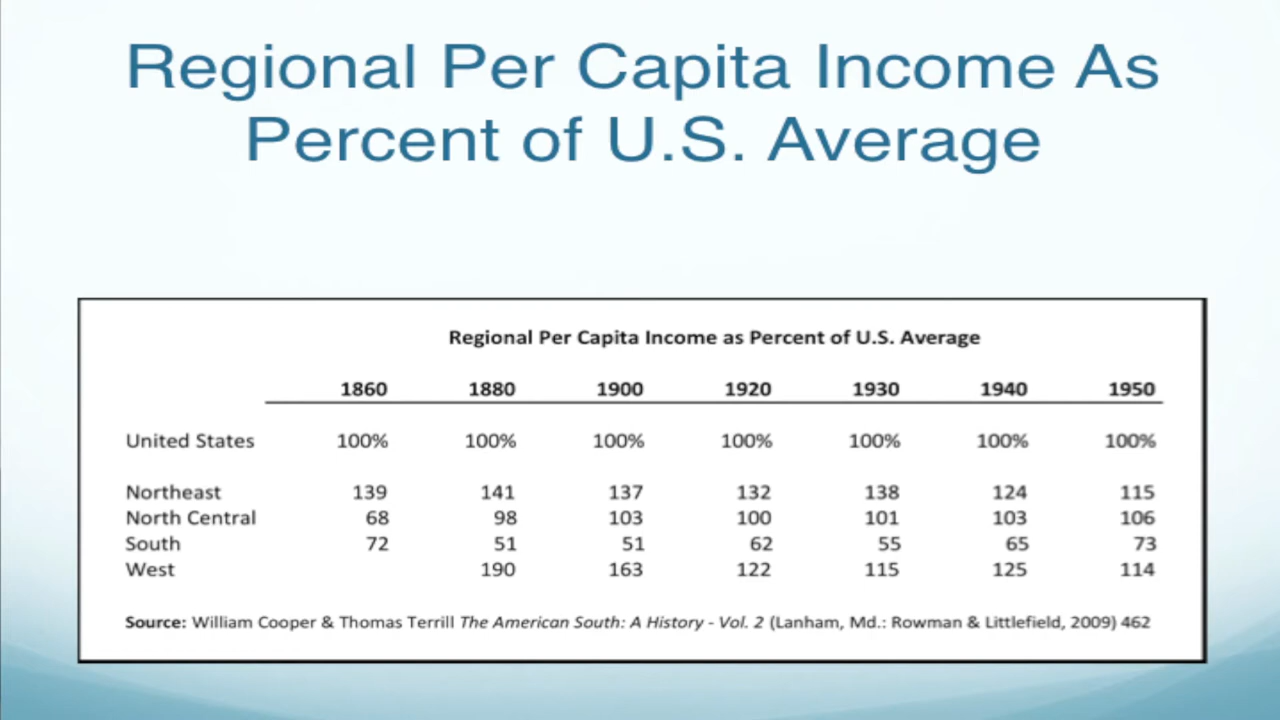 Regional Per Capita Income As
Percent of U.S. Average
Regional Per Capita Income as Percent of U.S. Average
1860 1880 1900 1920 1930 1940 1950
United States 100% 100% 100% 100% 100% 100% 100%
Northeast 139 141 137 132 138 124 115
North Central 68 98 103 100 101 103 106
South 72 51 51 62 55 65 73
West 190 163 122 115 125 114
Source: William Cooper & Thomas Terrill The American South: A History - Vol. 2 (Lanham, Md.: Rowman & Littlefield, 2009) 462